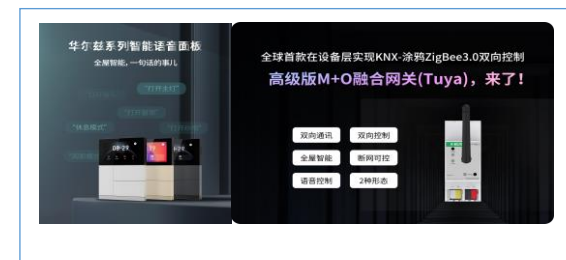 华尔兹系列智能语音面板
全屋智能,一句话的事儿
"打开主灯"
"休息模式"
全球首款在设备层实现KNX-涂鸦ZigBee3.0双向控制
高级版M+O融合网关(Tuya),来了!
双向通讯 双向控制
全屋智能 断网可控
语音控制 2种形态